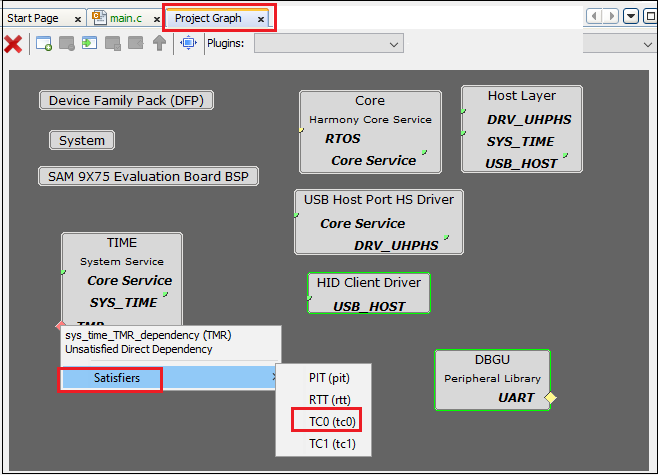 Start Page x
main.c x
Project Graph x
Plugins:
Device Family Pack (DFP)
System
SAM 9X75 Evaluation Board BSP
Core
Harmony Core Service
RTOS
Core Service
Host Layer
DRV_UHPHS
SYS_TIME
USB_HOST
USB Host Port HS Driver
Core Service
DRV_UHPHS
TIME
System Service
Core Service
SYS_TIME
TMR
HID Client Driver
USB_HOST
sys_time_TMR_dependency (TMR)
Unsatisfied Direct Dependency
Satisfiers
PIT (pit)
RTT (rtt)
TC0 (tc0)
TC1 (tc1)
DBGU
Peripheral Library
UART